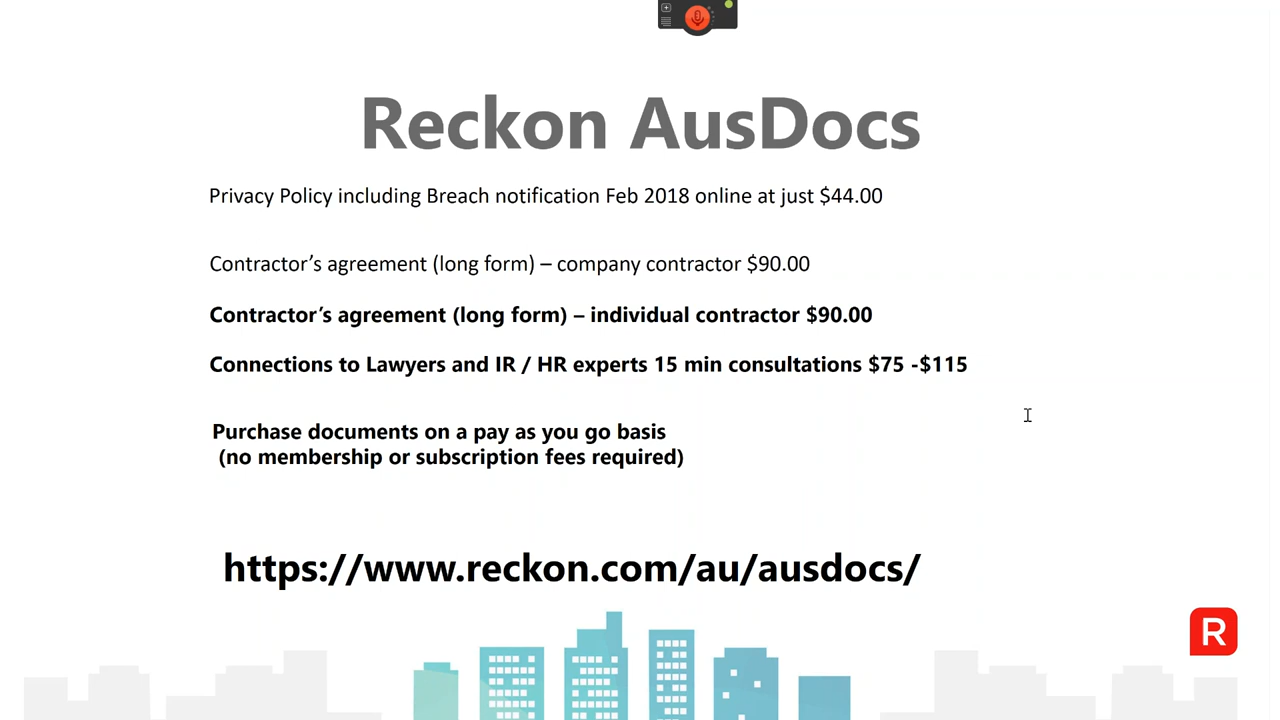 Reckon AusDocs
Privacy Policy including Breach notification Feb 2018 online at just $44.00
Contractor’s agreement (long form) – company contractor $90.00
Contractor’s agreement (long form) – individual contractor $90.00
Connections to Lawyers and IR / HR experts 15 min consultations $75 -$115
Purchase documents on a pay as you go basis
(no membership or subscription fees required)
https://www.reckon.com/au/ausdocs/
R